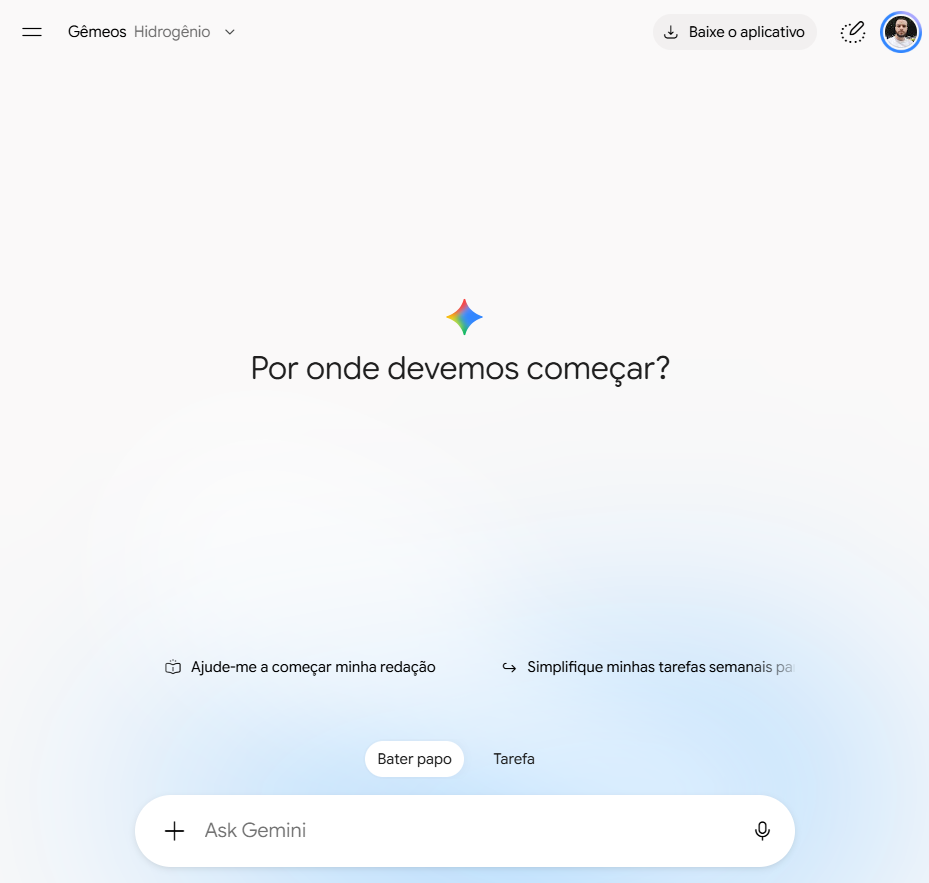 Gêmeos Hidrogênio
Baixe o aplicativo
Por onde devemos começar?
Ajude-me a começar minha redação
Simplifique minhas tarefas semanais
Bater papo
Tarefa
Ask Gemini